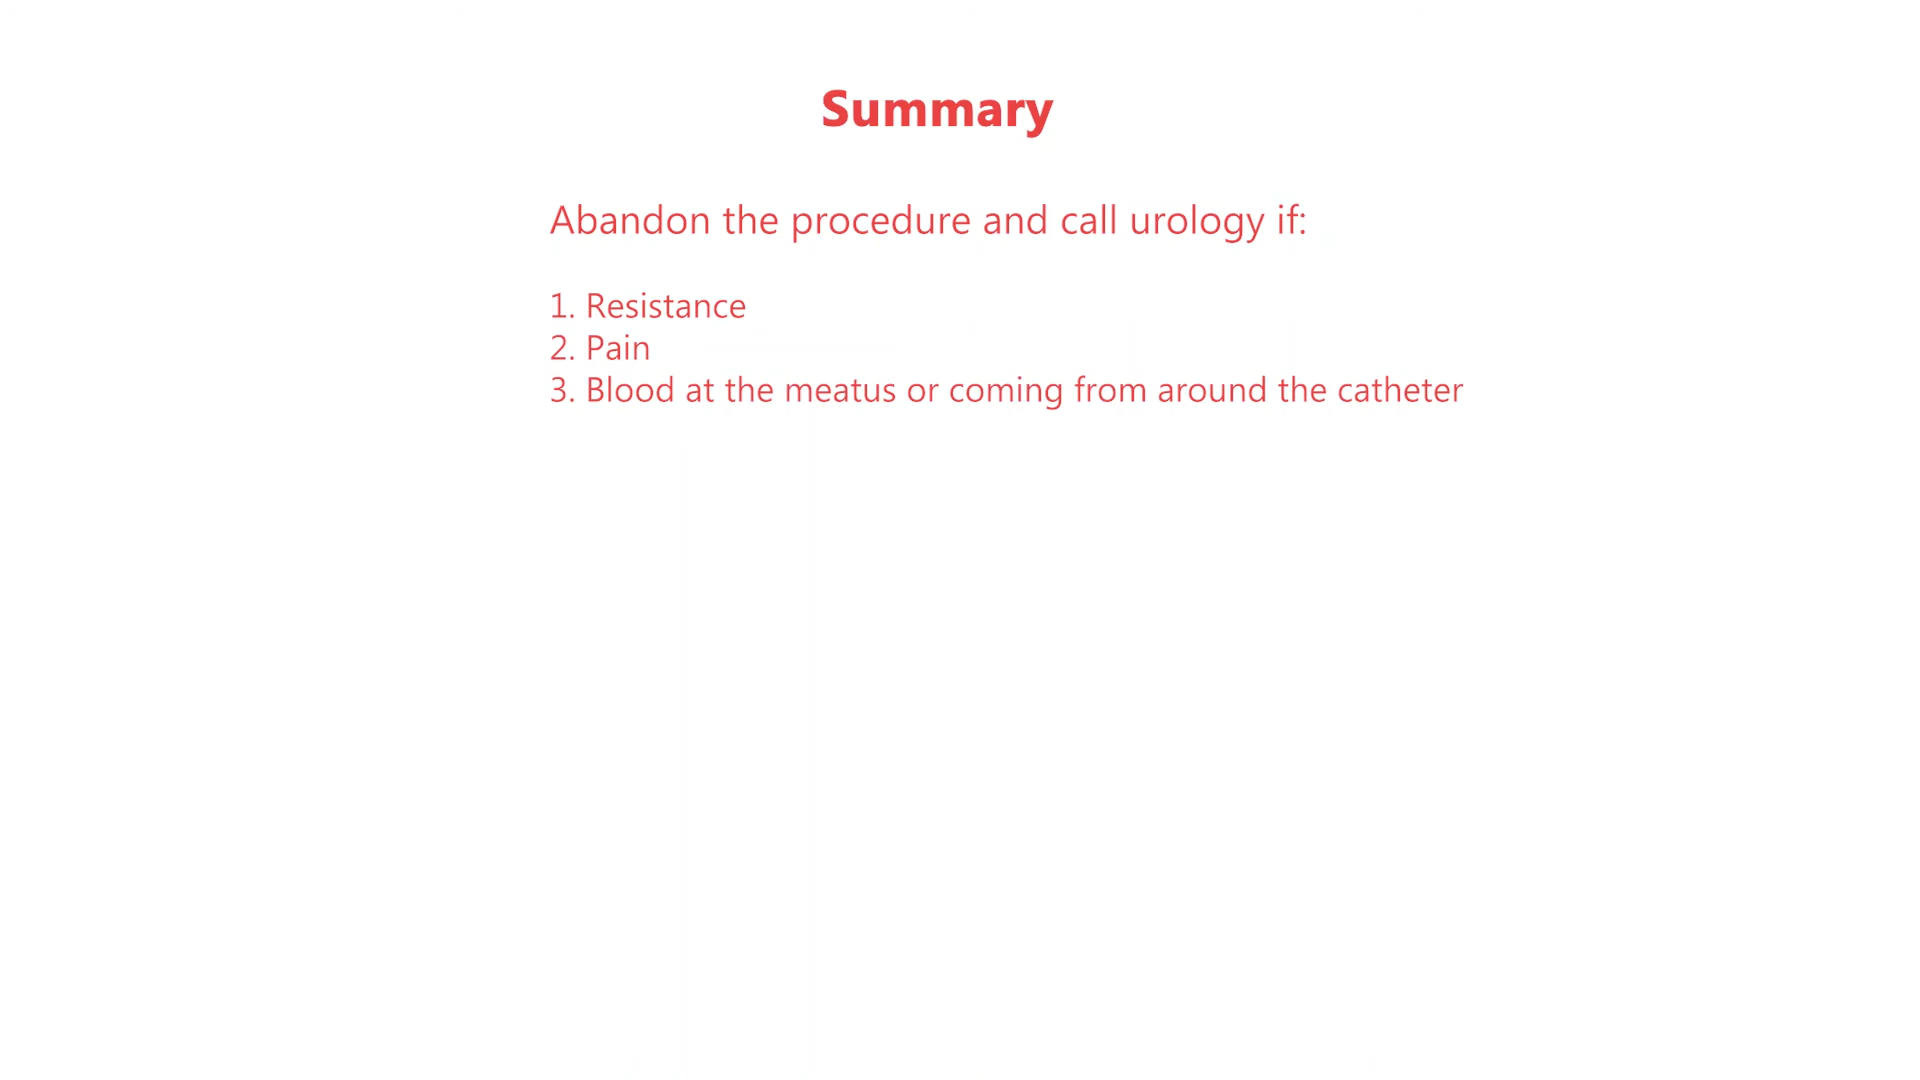 Summary
Abandon the procedure and call urology if:
1. Resistance
2. Pain
3. Blood at the meatus or coming from around the catheter